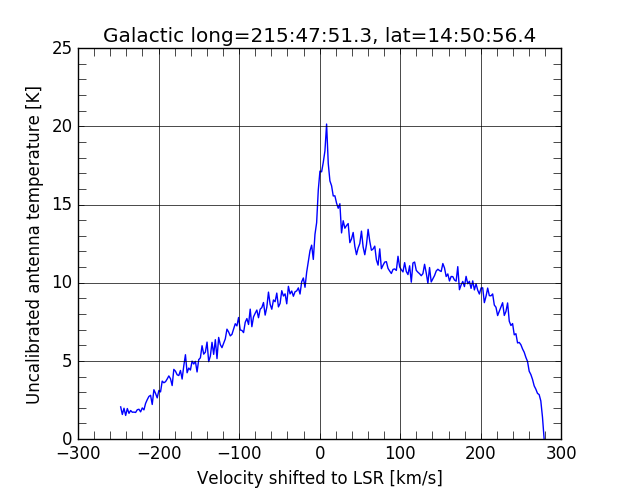 Galactic long=215:47:51.3, lat=14:50:56.4
Uncalibrated antenna temperature [K]
25
20
15
10
5
0
−300 −200 −100 0 100 200 300
Velocity shifted to LSR [km/s]